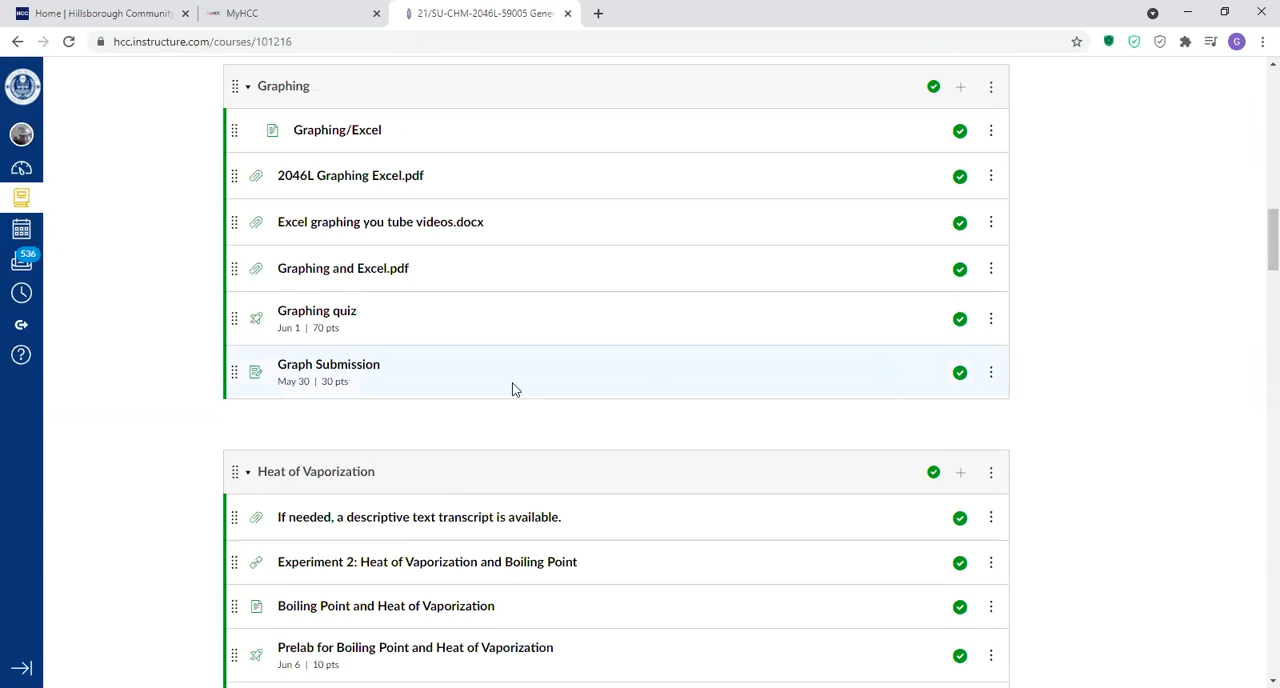 Home | Hillsborough Community
MyHCC
21/SU-CHM-2046L-59005 Gener
hcc.instructure.com/courses/101216
G
Graphing
Graphing/Excel
2046L Graphing Excel.pdf
Excel graphing you tube videos.docx
Graphing and Excel.pdf
Graphing quiz
Jun 1 | 70 pts
Graph Submission
May 30 | 30 pts
536
Heat of Vaporization
If needed, a descriptive text transcript is available.
Experiment 2: Heat of Vaporization and Boiling Point
Boiling Point and Heat of Vaporization
Prelab for Boiling Point and Heat of Vaporization
Jun 6 | 10 pts